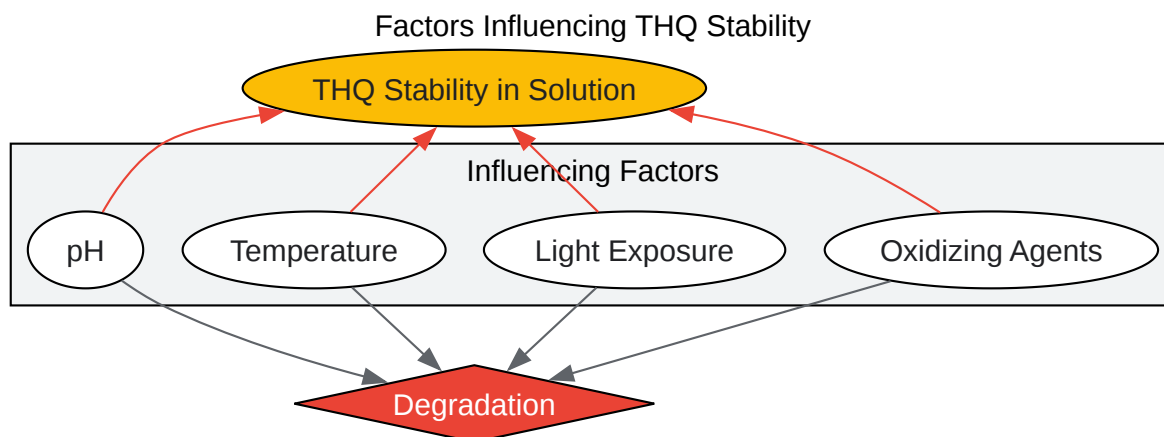 Factors Influencing THQ Stability
THQ Stability in Solution
Influencing Factors
pH
Temperature
Light Exposure
Oxidizing Agents
Degradation